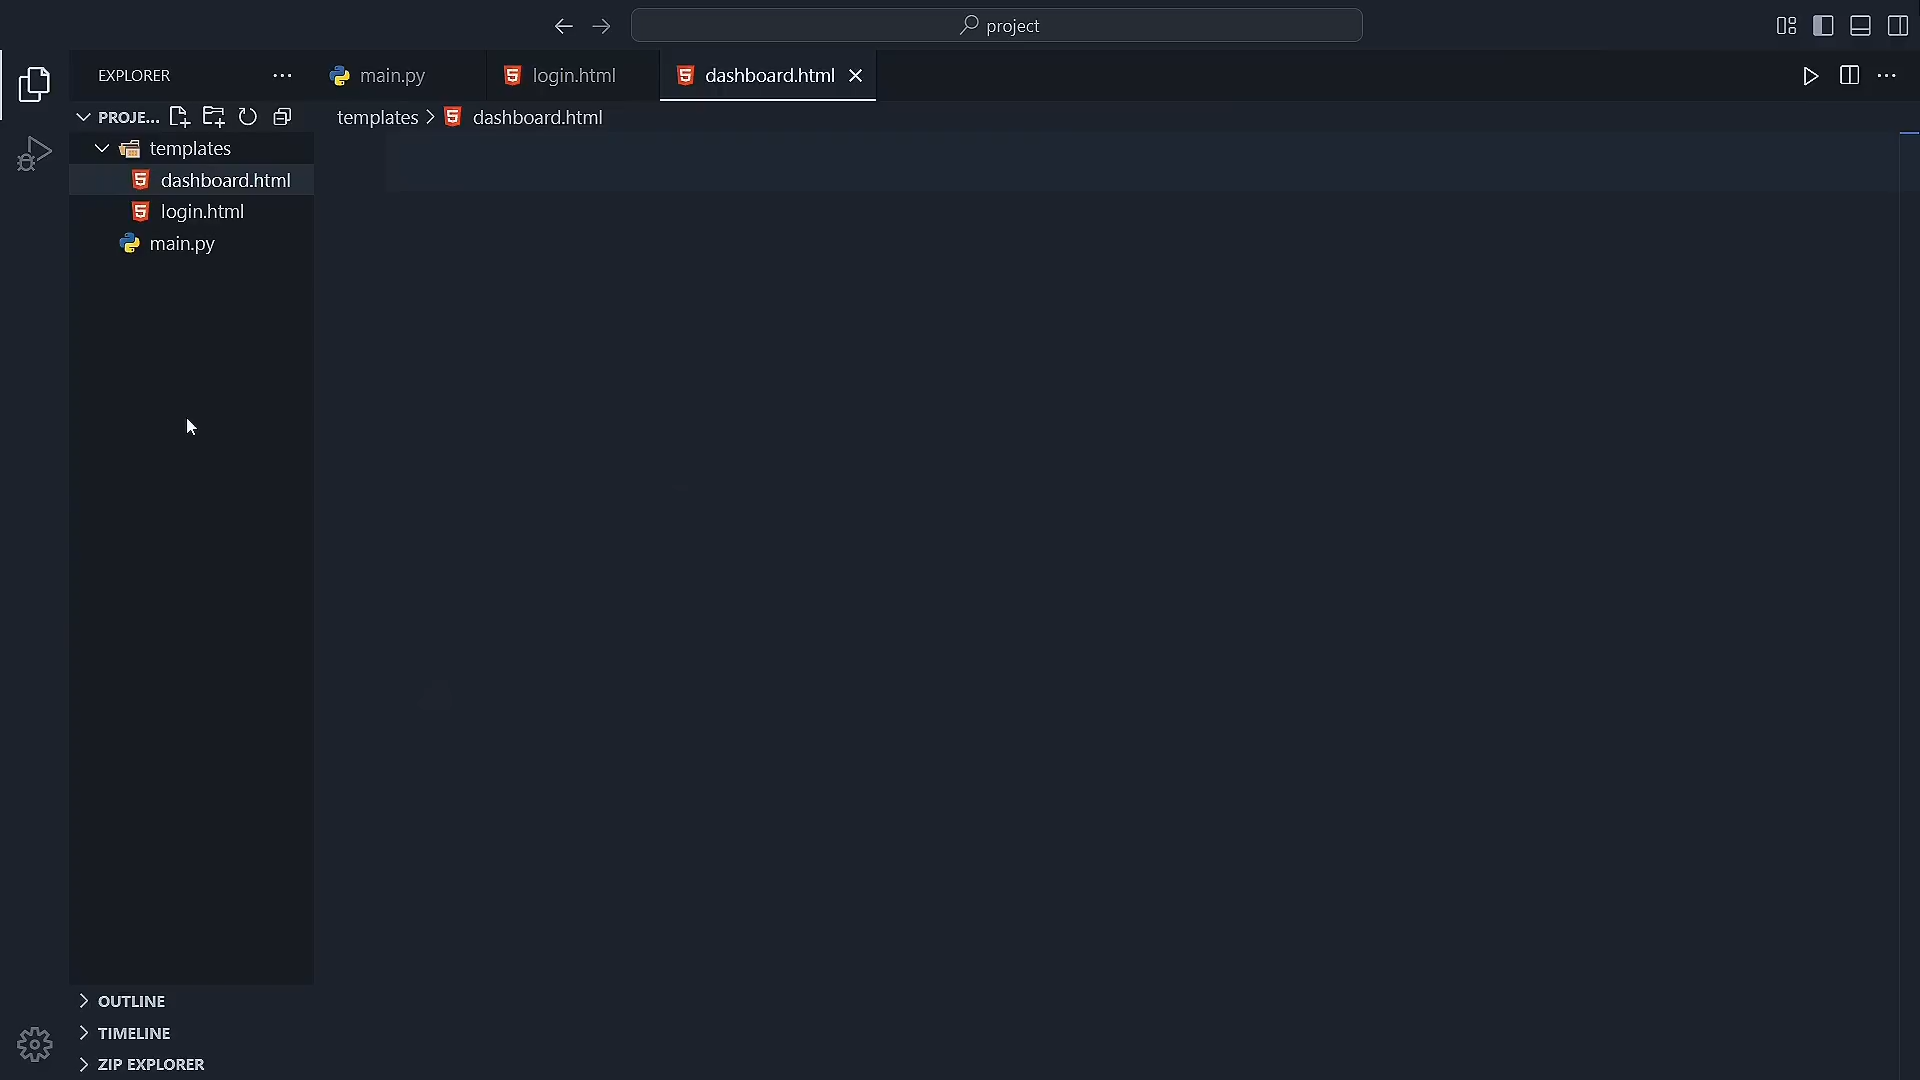 project
EXPLORER
main.py
login.html
dashboard.html
PROJE...
templates > dashboard.html
templates
dashboard.html
login.html
main.py
OUTLINE
TIMELINE
ZIP EXPLORER